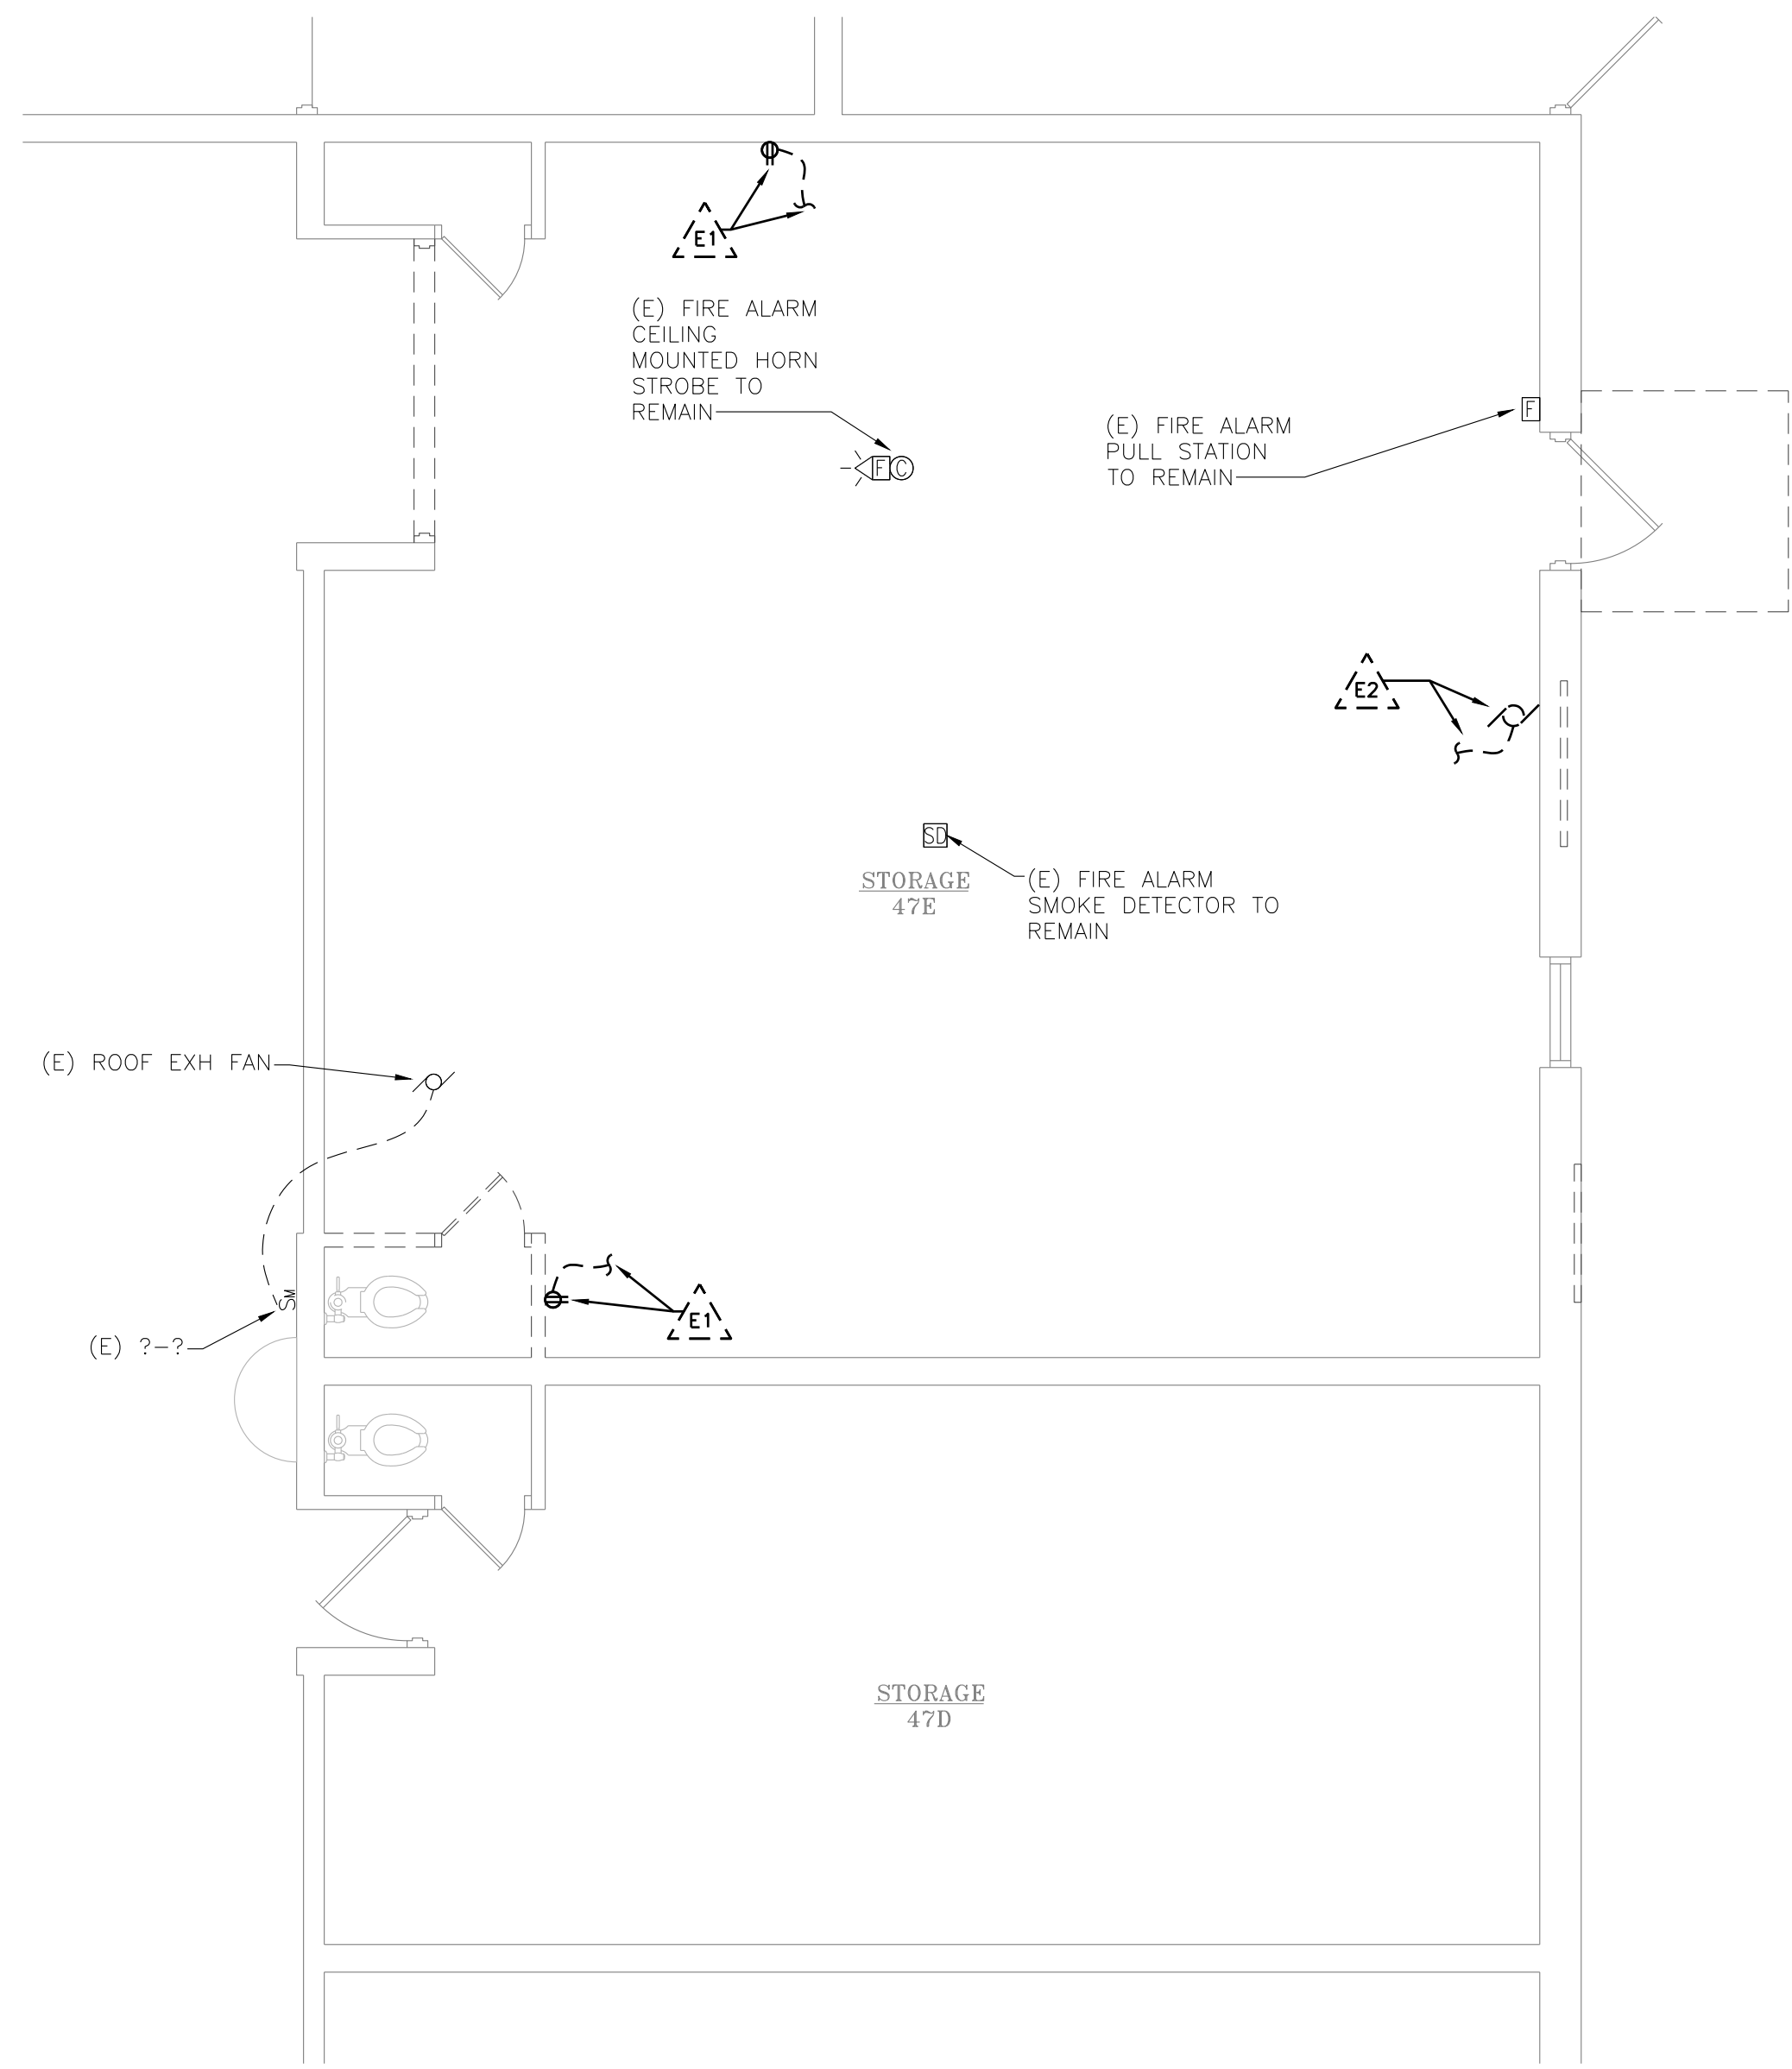 E1
(E) FIRE ALARM
CEILING
MOUNTED HORN
STROBE TO
REMAIN
F C
(E) FIRE ALARM
PULL STATION
TO REMAIN
F
E2
SD
STORAGE
47E
(E) FIRE ALARM
SMOKE DETECTOR TO
REMAIN
(E) ROOF EXH FAN
SM
(E) ?-?
E1
STORAGE
47D